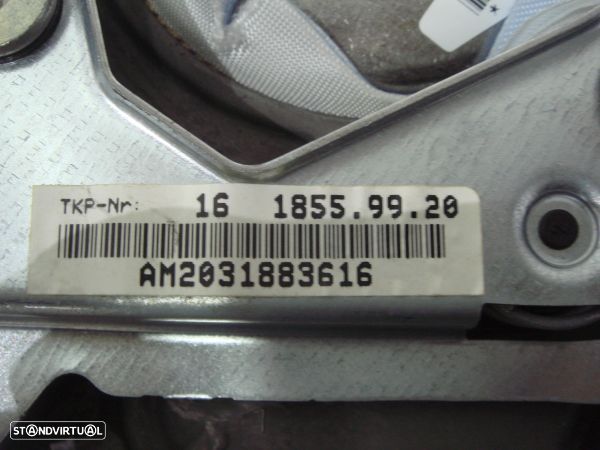 TKP-Nr: 16 1855.99.20
AM2031883616
STANDVIRTUAL